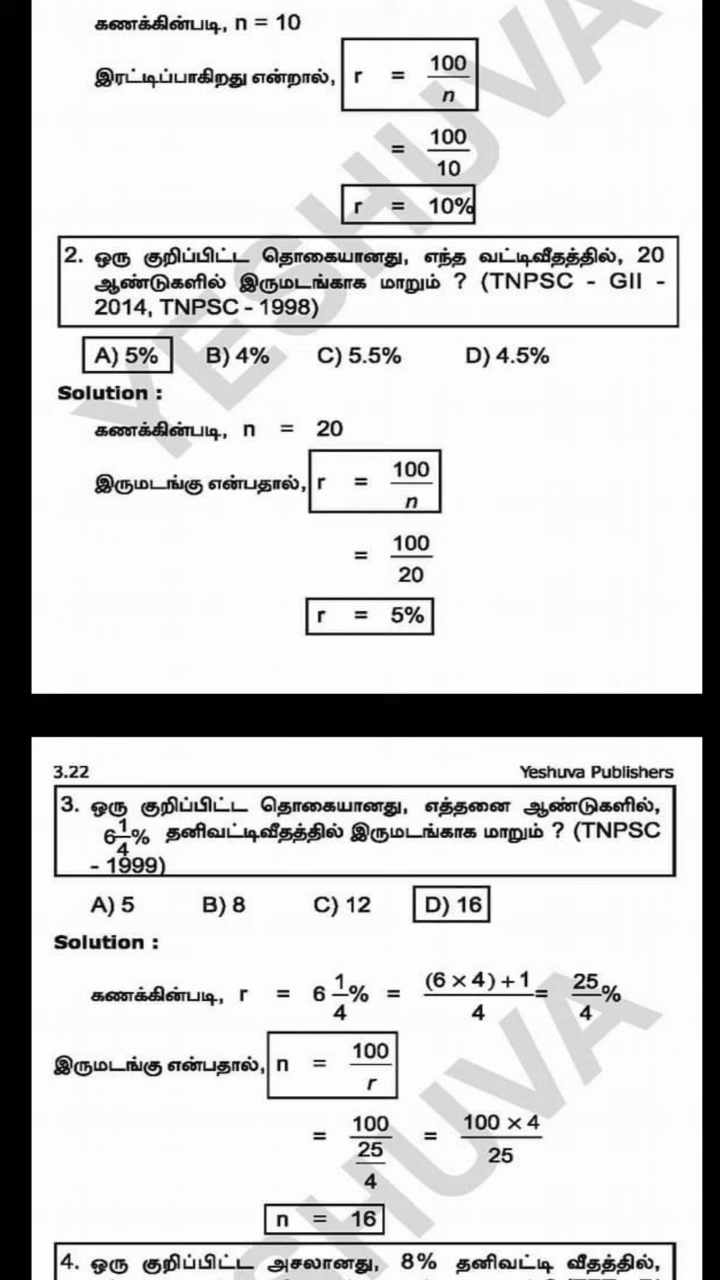 கணக்கின்படி, n = 10
இரட்டிப்பாகிறது என்றால், r = 100/n
= 100/10
r = 10%
2. ஒரு குறிப்பிட்ட தொகையானது, எந்த வட்டிவீதத்தில், 20
ஆண்டுகளில் இருமடங்காக மாறும் ? (TNPSC - GII -
2014, TNPSC - 1998)
A) 5% B) 4% C) 5.5% D) 4.5%
Solution :
கணக்கின்படி, n = 20
இருமடங்கு என்பதால், r = 100/n
= 100/20
r = 5%
3.22 Yeshuva Publishers
3. ஒரு குறிப்பிட்ட தொகையானது, எத்தனை ஆண்டுகளில்,
6 1/4% தனிவட்டிவீதத்தில் இருமடங்காக மாறும் ? (TNPSC
- 1999)
A) 5 B) 8 C) 12 D) 16
Solution :
கணக்கின்படி, r = 6 1/4% = (6 × 4) + 1/4 = 25/4%
இருமடங்கு என்பதால், n = 100/r
= 100/25/4 = 100 × 4/25
n = 16
4. ஒரு குறிப்பிட்ட அசலானது, 8% தனிவட்டி வீதத்தில்,
YESHUVA